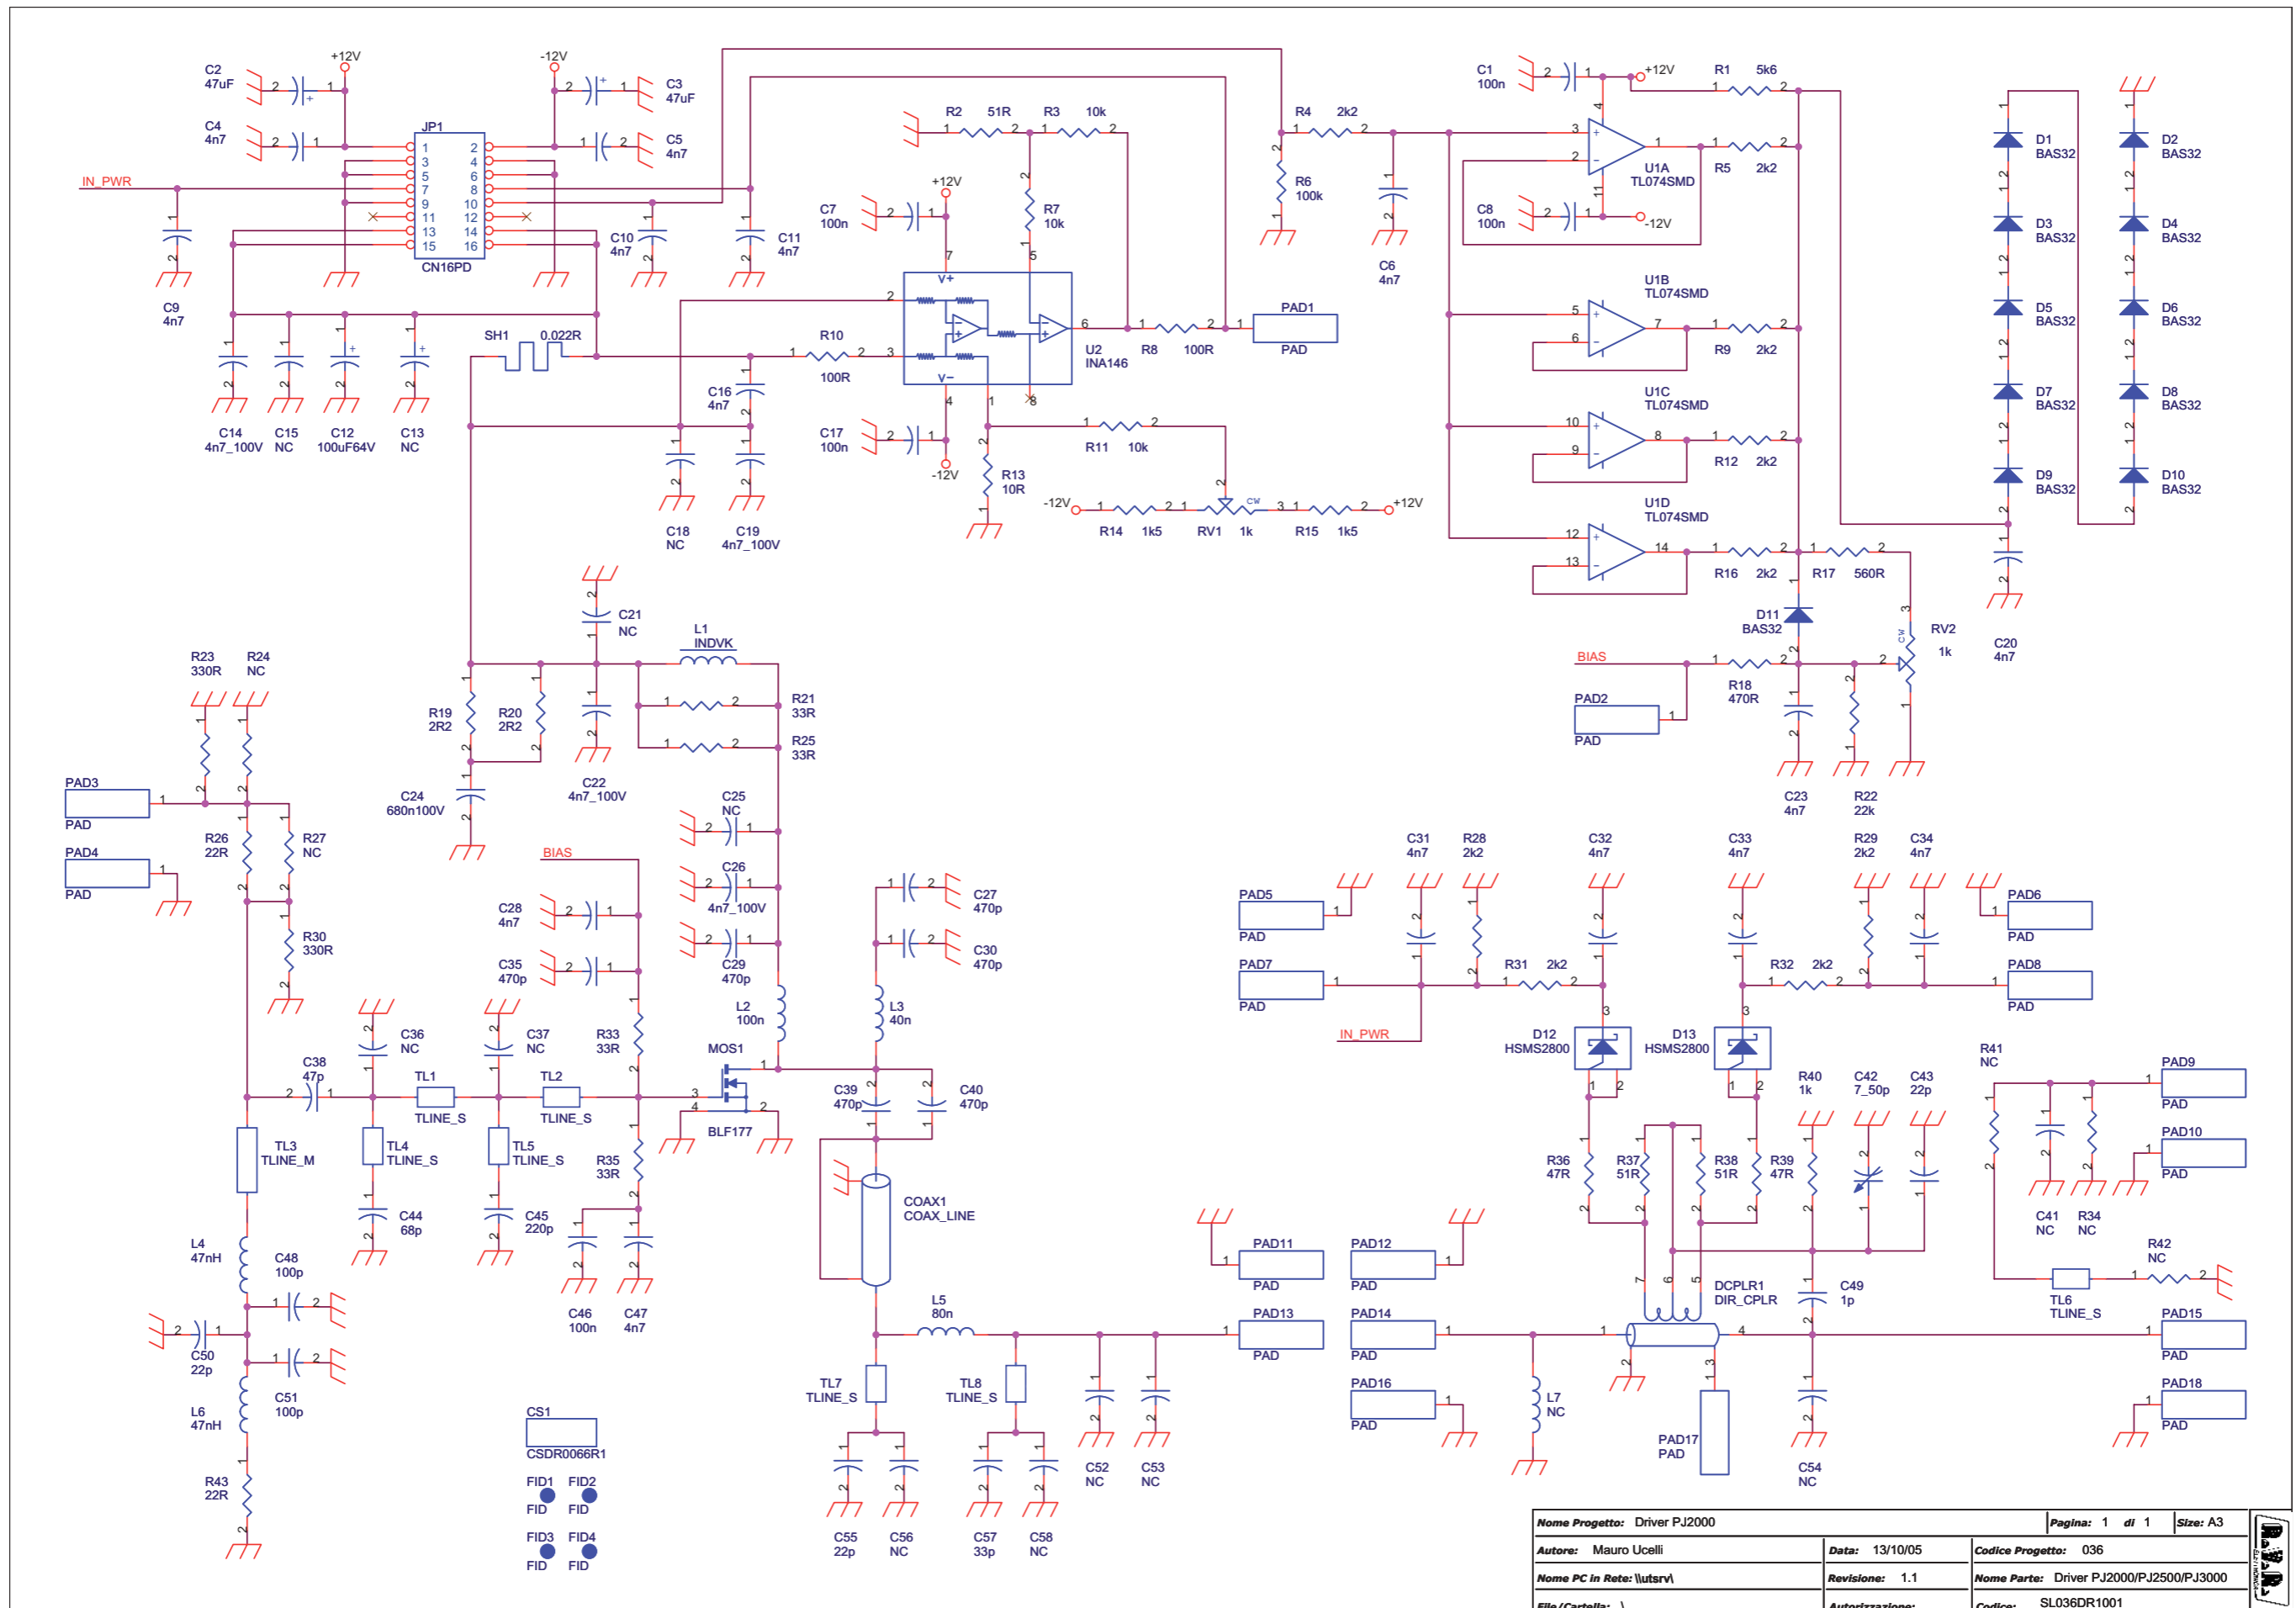 C2
47uF
+12V
-12V
C3
47uF
C4
4n7
C5
4n7
JP1
CN16PD
IN_PWR
C9
4n7
C10
4n7
C11
4n7
C14
4n7_100V
C15
NC
C12
100uF64V
C13
NC
SH1
0.022R
R2
51R
R3
10k
R7
10k
+12V
C7
100n
V+
V-
U2
INA146
R8
100R
PAD1
PAD
R10
100R
C16
4n7
C17
100n
-12V
R13
10R
R11
10k
C18
NC
C19
4n7_100V
-12V
R14
1k5
RV1
1k
CW
R15
1k5
+12V
R4
2k2
R6
100k
C6
4n7
C1
100n
+12V
R1
5k6
U1A
TL074SMD
R5
2k2
C8
100n
-12V
U1B
TL074SMD
R9
2k2
U1C
TL074SMD
R12
2k2
U1D
TL074SMD
R16
2k2
R17
560R
D1
BAS32
D2
BAS32
D3
BAS32
D4
BAS32
D5
BAS32
D6
BAS32
D7
BAS32
D8
BAS32
D9
BAS32
D10
BAS32
C20
4n7
D11
BAS32
RV2
1k
CW
BIAS
R18
470R
PAD2
PAD
C23
4n7
R22
22k
C21
NC
L1
INDVK
R19
2R2
R20
2R2
R21
33R
R25
33R
C22
4n7_100V
C24
680n100V
R23
330R
R24
NC
PAD3
PAD
PAD4
PAD
R26
22R
R27
NC
R30
330R
BIAS
C28
4n7
C35
470p
C25
NC
C26
4n7_100V
C29
470p
C27
470p
C30
470p
L2
100n
L3
40n
R33
33R
C36
NC
C37
NC
C38
47p
TL1
TLINE_S
TL2
TLINE_S
MOS1
BLF177
C39
470p
C40
470p
TL3
TLINE_M
TL4
TLINE_S
TL5
TLINE_S
R35
33R
C44
68p
C45
220p
C46
100n
C47
4n7
COAX1
COAX_LINE
L4
47nH
C48
100p
C50
22p
C51
100p
L6
47nH
R43
22R
L5
80n
TL7
TLINE_S
TL8
TLINE_S
C52
NC
C53
NC
C55
22p
C56
NC
C57
33p
C58
NC
CS1
CSDR0066R1
FID1
FID
FID2
FID
FID3
FID
FID4
FID
PAD5
PAD
PAD7
PAD
C31
4n7
R28
2k2
C32
4n7
C33
4n7
R29
2k2
C34
4n7
PAD6
PAD
PAD8
PAD
R31
2k2
R32
2k2
IN_PWR
D12
HSMS2800
D13
HSMS2800
R36
47R
R37
51R
R38
51R
R39
47R
R40
1k
C42
7_50p
C43
22p
R41
NC
PAD9
PAD
PAD10
PAD
C41
NC
R34
NC
R42
NC
TL6
TLINE_S
PAD11
PAD
PAD12
PAD
PAD13
PAD
PAD14
PAD
PAD16
PAD
DCPLR1
DIR_CPLR
C49
1p
L7
NC
PAD17
PAD
C54
NC
PAD15
PAD
PAD18
PAD
Nome Progetto: Driver PJ2000
Pagina: 1 di 1
Size: A3
Autore: Mauro Ucelli
Data: 13/10/05
Codice Progetto: 036
Nome PC in Rete: \\utsrv\
Revisione: 1.1
Nome Parte: Driver PJ2000/PJ2500/PJ3000
File/Cartella: \
Autorizzazione:
Codice: SL036DR1001